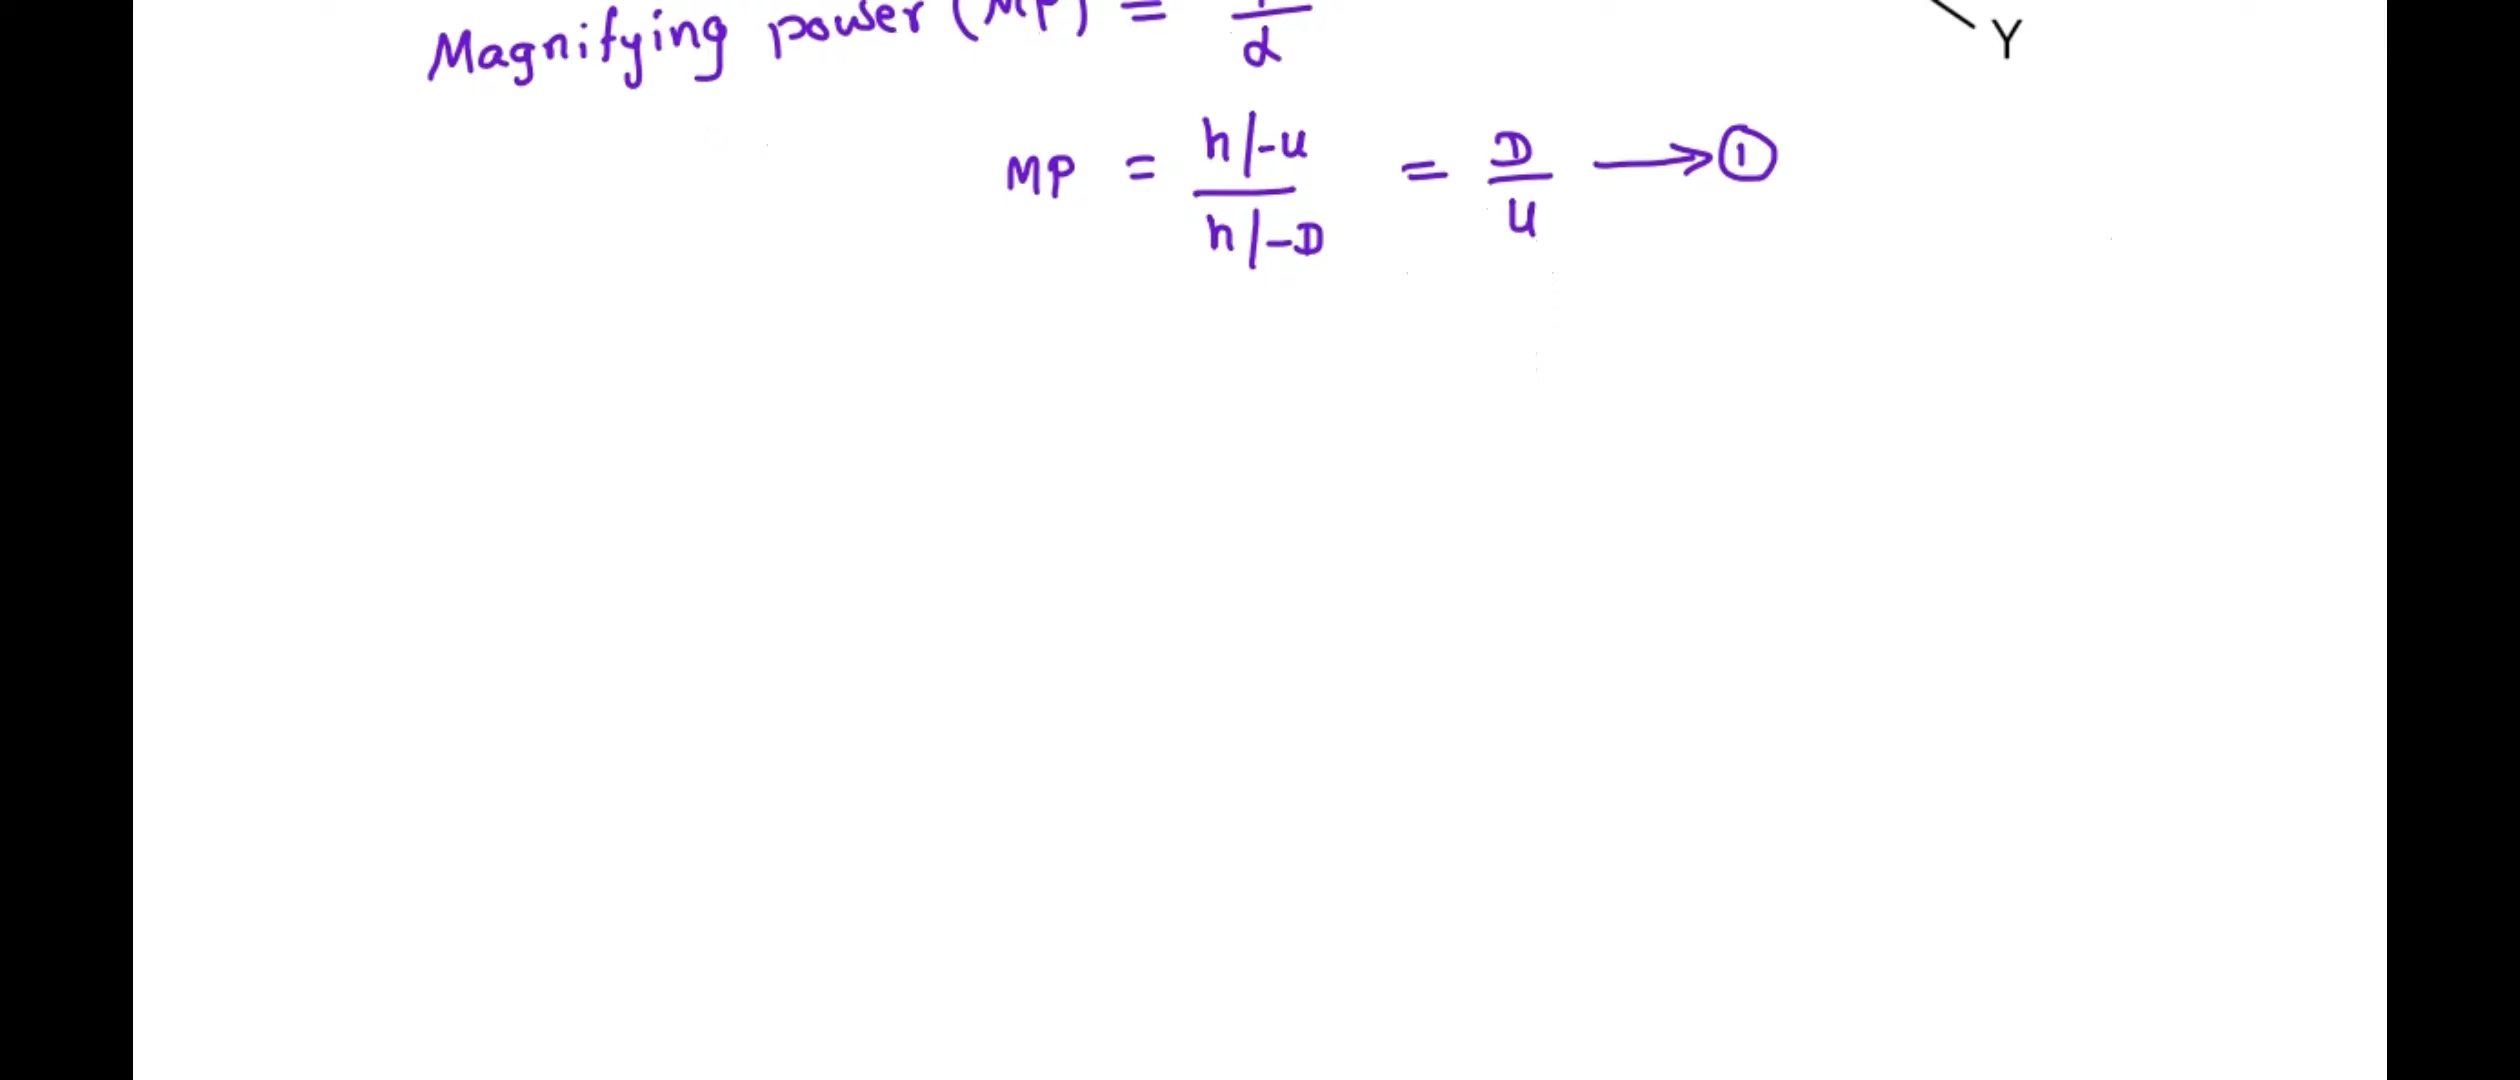 Magnifying power (MP) = /α
Y
MP = h/-u / h/-D = D/u → ①